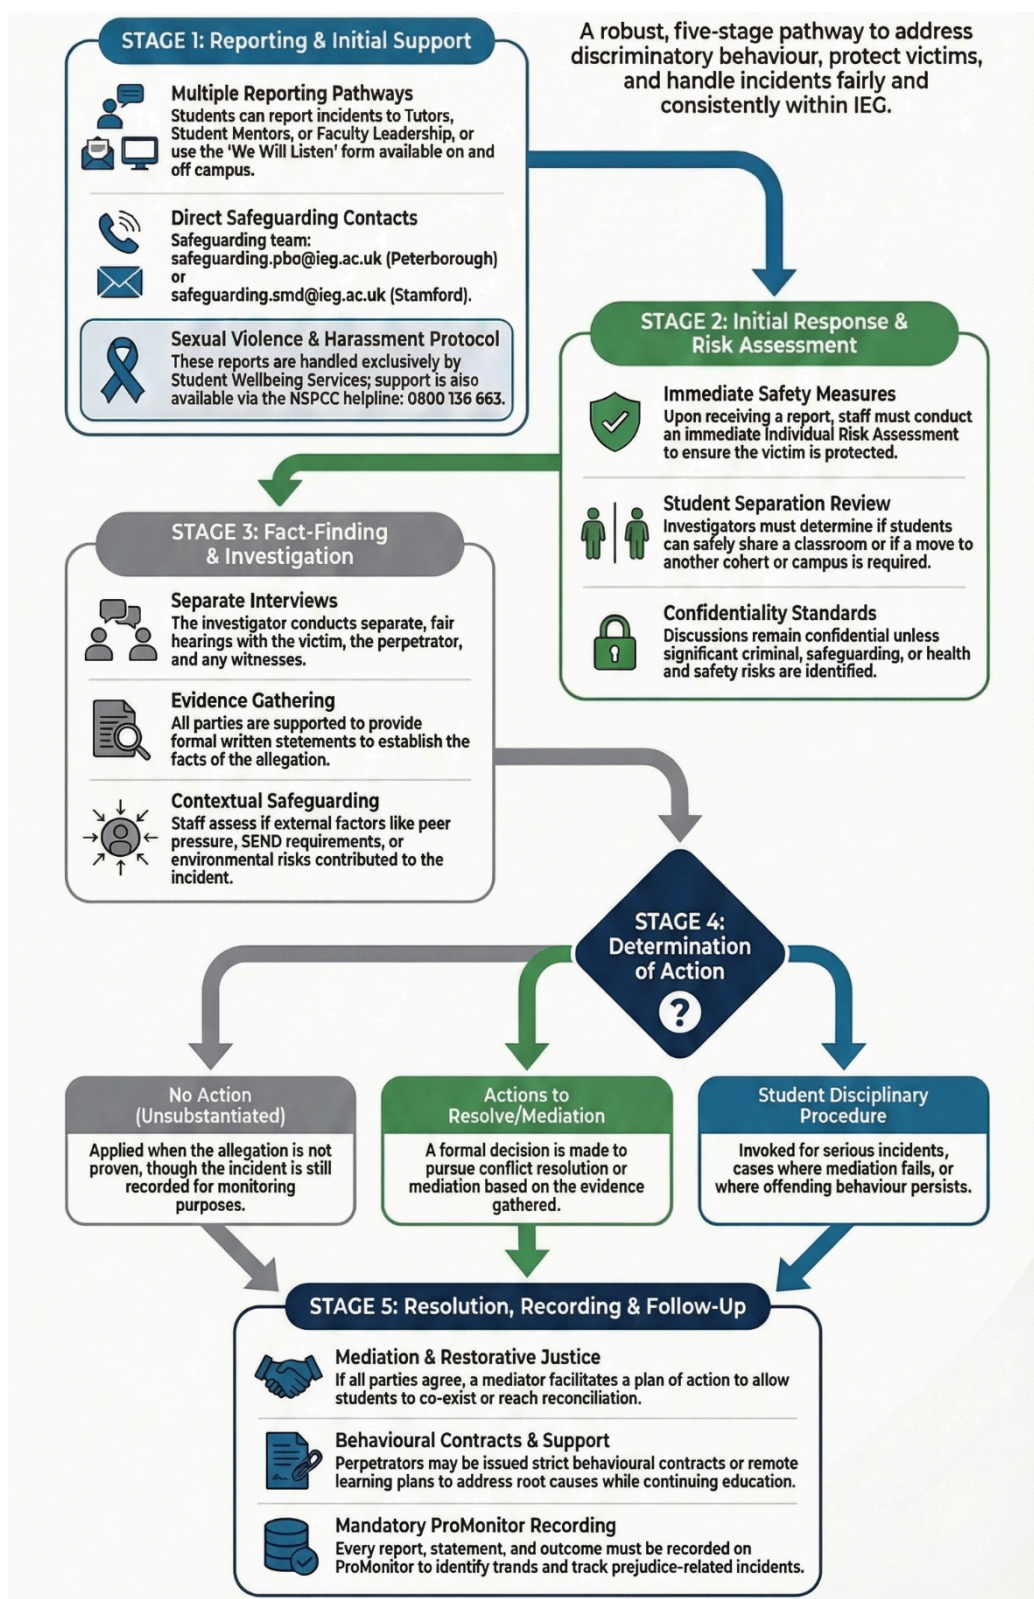 STAGE 1: Reporting & Initial Support
A robust, five-stage pathway to address
discriminatory behaviour, protect victims,
and handle incidents fairly and
consistently within IEG.
Multiple Reporting Pathways
Students can report incidents to Tutors,
Student Mentors, or Faculty Leadership, or
use the ‘We Will Listen’ form available on and
off campus.
Direct Safeguarding Contacts
Safeguarding team:
safeguarding.pbo@ieg.ac.uk (Peterborough)
or
safeguarding.smd@ieg.ac.uk (Stamford).
Sexual Violence & Harassment Protocol
These reports are handled exclusively by
Student Wellbeing Services; support is also
available via the NSPCC helpline: 0800 136 663.
STAGE 2: Initial Response &
Risk Assessment
Immediate Safety Measures
Upon receiving a report, staff must conduct
an immediate Individual Risk Assessment
to ensure the victim is protected.
Student Separation Review
Investigators must determine if students
can safely share a classroom or if a move to
another cohert or campus is required.
Confidentiality Standards
Discussions remain confidential unless
significant criminal, safeguarding, or health
and safety risks are identified.
STAGE 3: Fact-Finding
& Investigation
Separate Interviews
The investigator conducts separate, fair
hearings with the victim, the perpetrator,
and any witnesses.
Evidence Gathering
All parties are supported to provide
formal written statements to establish the
facts of the allegation.
Contextual Safeguarding
Staff assess if external factors like peer
pressure, SEND requirements, or
environmental risks contributed to the
incident.
STAGE 4:
Determination
of Action
?
No Action
(Unsubstantiated)
Applied when the allegation is not
proven, though the incident is still
recorded for monitoring
purposes.
Actions to
Resolve/Mediation
A formal decision is made to
pursue conflict resolution or
mediation based on the evidence
gathered.
Student Disciplinary
Procedure
Invoked for serious incidents,
cases where mediation fails, or
where offending behaviour persists.
STAGE 5: Resolution, Recording & Follow-Up
Mediation & Restorative Justice
If all parties agree, a mediator facilitates a plan of action to allow
students to co-exist or reach reconciliation.
Behavioural Contracts & Support
Perpetrators may be issued strict behavioural contracts or remote
learning plans to address root causes while continuing education.
Mandatory ProMonitor Recording
Every report, statement, and outcome must be recorded on
ProMonitor to identify trands and track prejudice-related incidents.